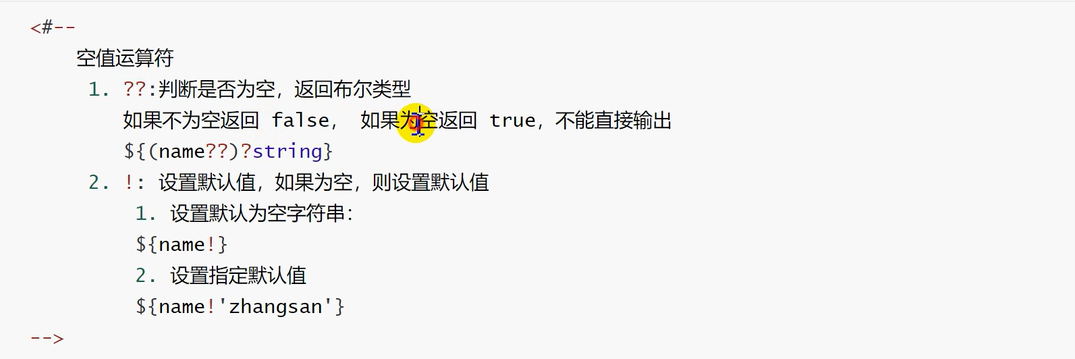 <#--
空值运算符
1. ??:判断是否为空，返回布尔类型
如果不为空返回 false， 如果为空返回 true，不能直接输出
${(name??)?string}
2. !: 设置默认值，如果为空，则设置默认值
1. 设置默认为空字符串：
${name!}
2. 设置指定默认值
${name!'zhangsan'}
-->